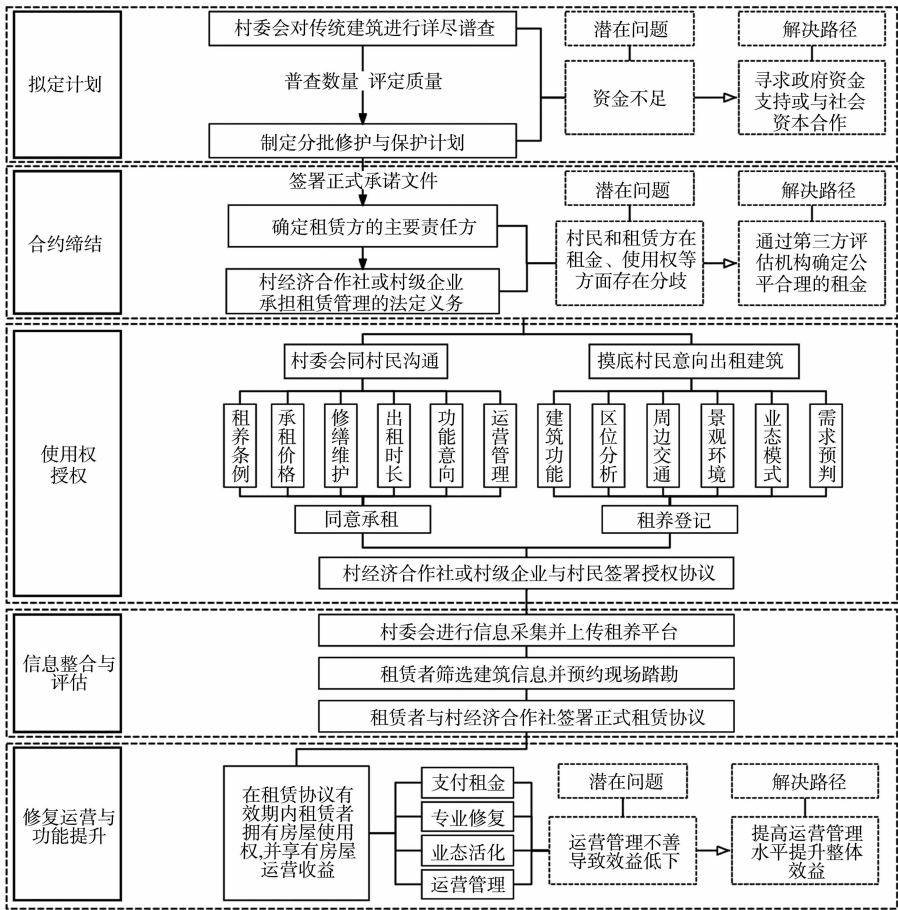 拟定计划
村委会对传统建筑进行详尽谱查
普查数量 评定质量
制定分批修护与保护计划
潜在问题
资金不足
解决路径
寻求政府资金
支持或与社会
资本合作
签署正式承诺文件
合约缔结
确定租赁方的主要责任方
村经济合作社或村级企业
承担租赁管理的法定义务
潜在问题
村民和租赁方在
租金、使用权等
方面存在分歧
解决路径
通过第三方评
估机构确定公
平合理的租金
使用权
授权
村委会同村民沟通
摸底村民意向出租建筑
租养条例
承租价格
修缮维护
出租时长
功能意向
运营管理
建筑功能
区位分析
周边交通
景观环境
业态模式
需求预判
同意承租
租养登记
村经济合作社或村级企业与村民签署授权协议
信息整合与
评估
村委会进行信息采集并上传租养平台
租赁者筛选建筑信息并预约现场踏勘
租赁者与村经济合作社签署正式租赁协议
修复运营与
功能提升
在租赁协议有
效期内租赁者
拥有房屋使用
权,并享有房屋
运营收益
支付租金
专业修复
业态活化
运营管理
潜在问题
运营管理不善
导致效益低下
解决路径
提高运营管理
水平提升整体
效益